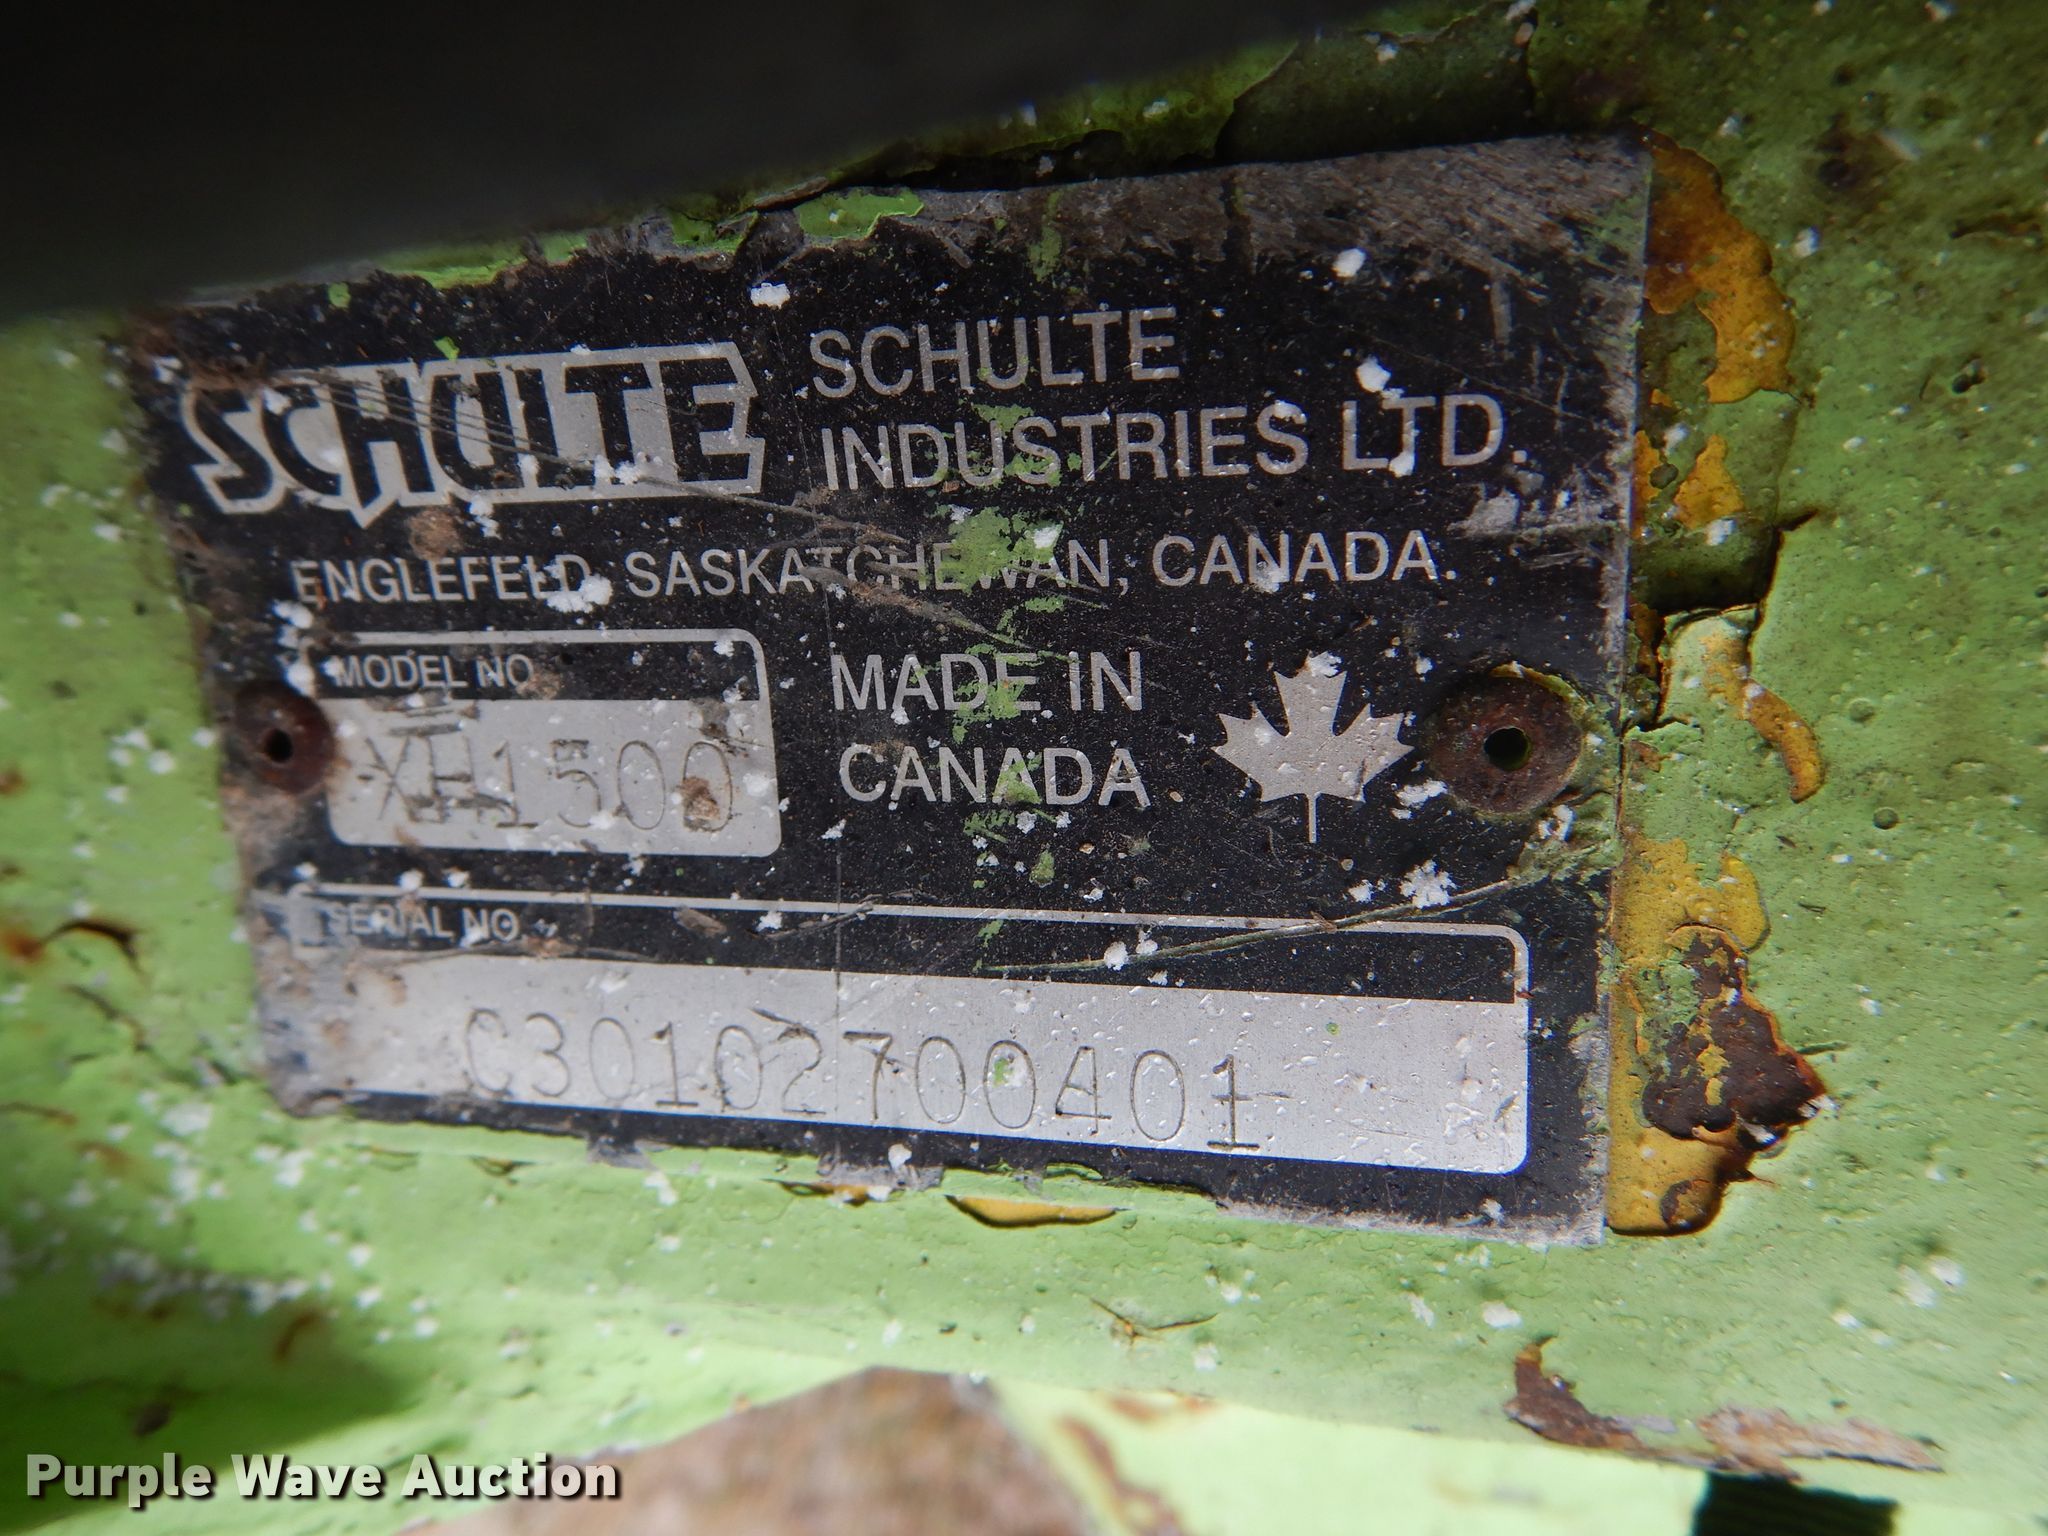 SCHULTE
SCHULTE
INDUSTRIES LTD.
ENGLEFELD, SASKATCHEWAN, CANADA.
MODEL NO
XH1500
MADE IN
CANADA
SERIAL NO
C30102700401
Purple Wave Auction